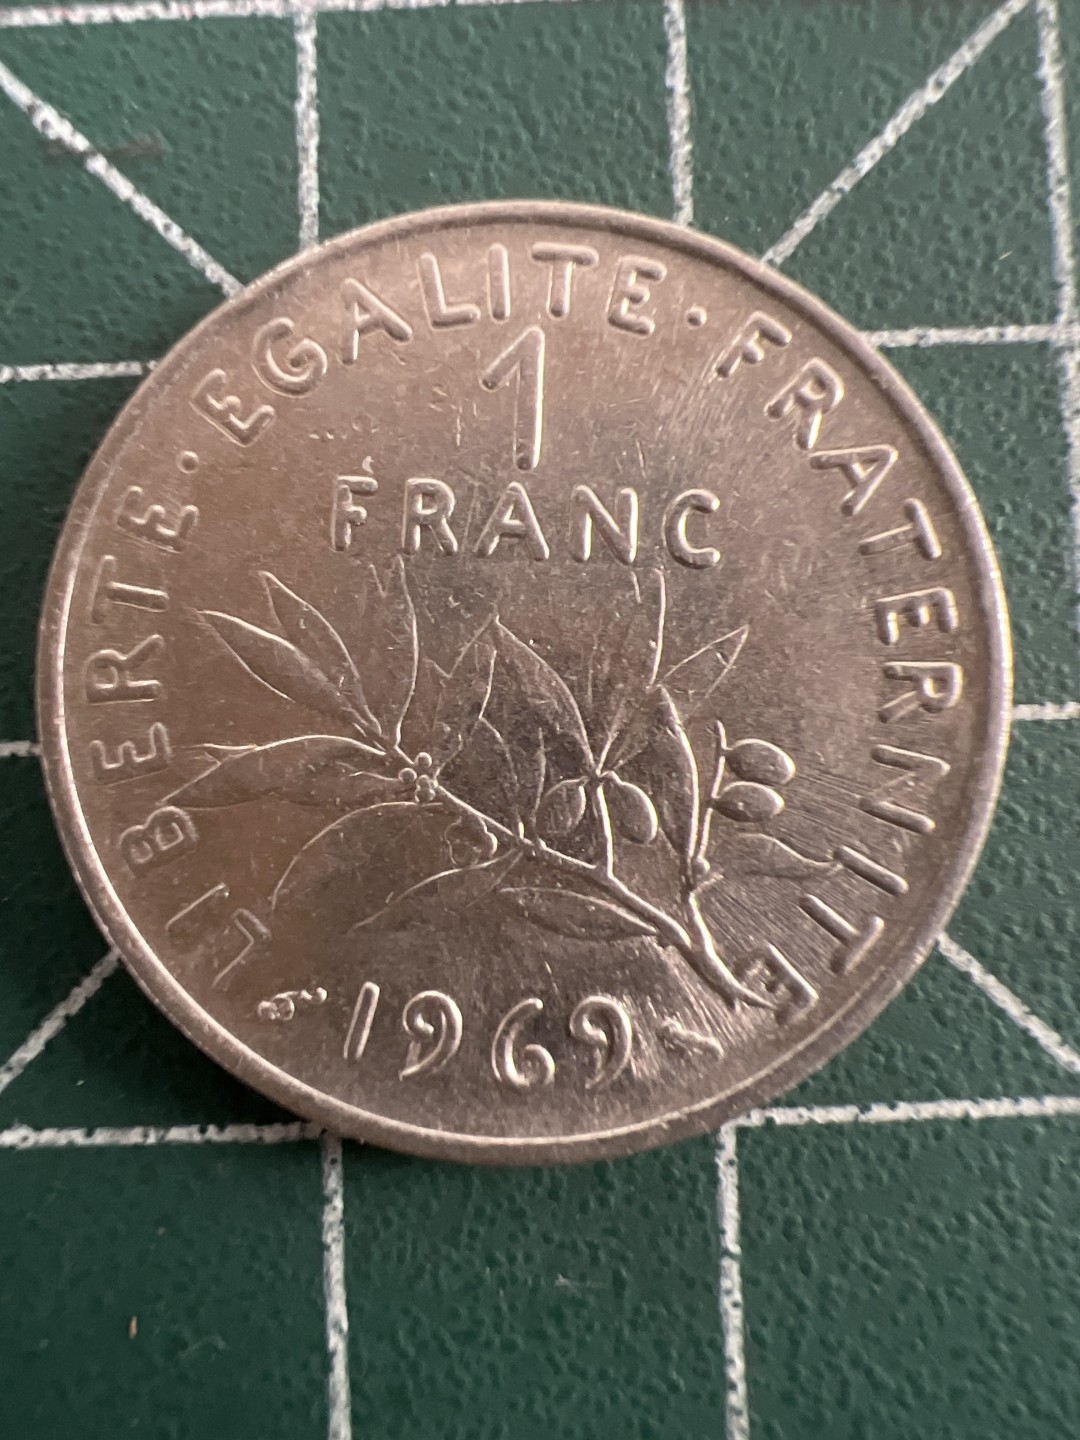 LIBERTE · EGALITE · FRATERNITE
1
FRANC
1969